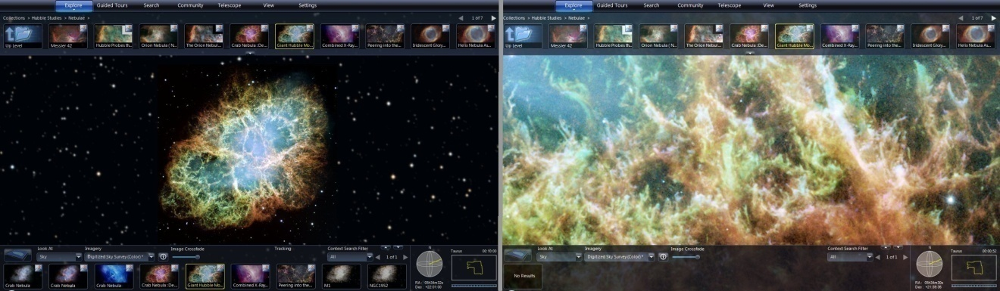 Explore Guided Tours Search Community Telescope View Settings
Collections > Hubble Studies > Nebulae >
1 of 7
Up Level
Messier 42
Hubble Probes th...
Orion Nebula ( N...
The Orion Nebul...
Crab Nebula: De...
Giant Hubble Mo...
Combined X-Ray...
Peering into the...
Iridescent Glory...
Helix Nebula As...
Look At
Sky
Imagery
Digitized Sky Survey (Color) *
Image Crossfade
Tracking
Context Search Filter
All
1 of 1
Crab Nebula
Crab Nebula
Crab Nebula
Crab Nebula: De...
Giant Hubble Mo...
Combined X-Ray...
Peering into the...
M1
NGC1952
N
RA : 05h34m32s
Dec : +22:01:00
Taurus 00:10:00
Explore Guided Tours Search Community Telescope View Settings
Collections > Hubble Studies > Nebulae >
1 of 7
Up Level
Messier 42
Hubble Probes th...
Orion Nebula ( N...
The Orion Nebul...
Crab Nebula: De...
Giant Hubble Mo...
Combined X-Ray...
Peering into the...
Iridescent Glory...
Helix Nebula As...
Look At
Sky
Imagery
Digitized Sky Survey (Color) *
Image Crossfade
Context Search Filter
All
1 of 1
No Results
N
RA : 05h34m30s
Taurus 00:00:52